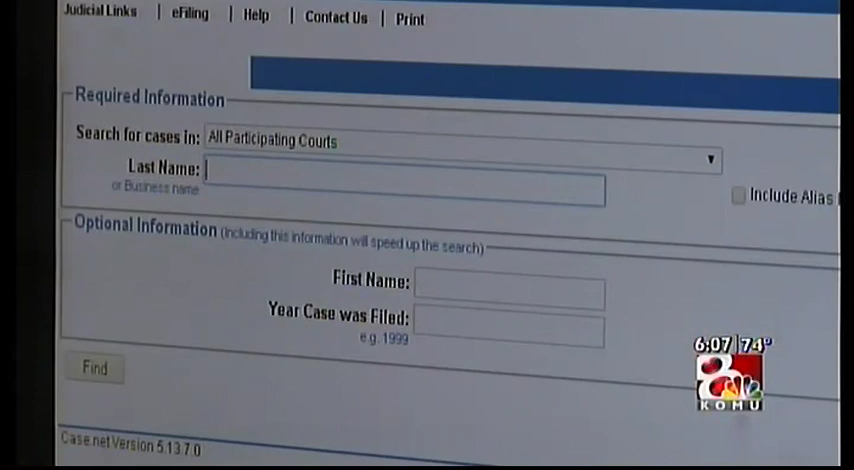 Judicial Links | eFiling | Help | Contact Us | Print
Required Information
Search for cases in: All Participating Courts
Last Name:
or Business name
Include Alias
Optional Information (Including this information will speed up the search)
First Name:
Year Case was Filed:
e.g. 1999
6:07 74°
8
KOMU
Find
Case.net Version 5.13.7.0